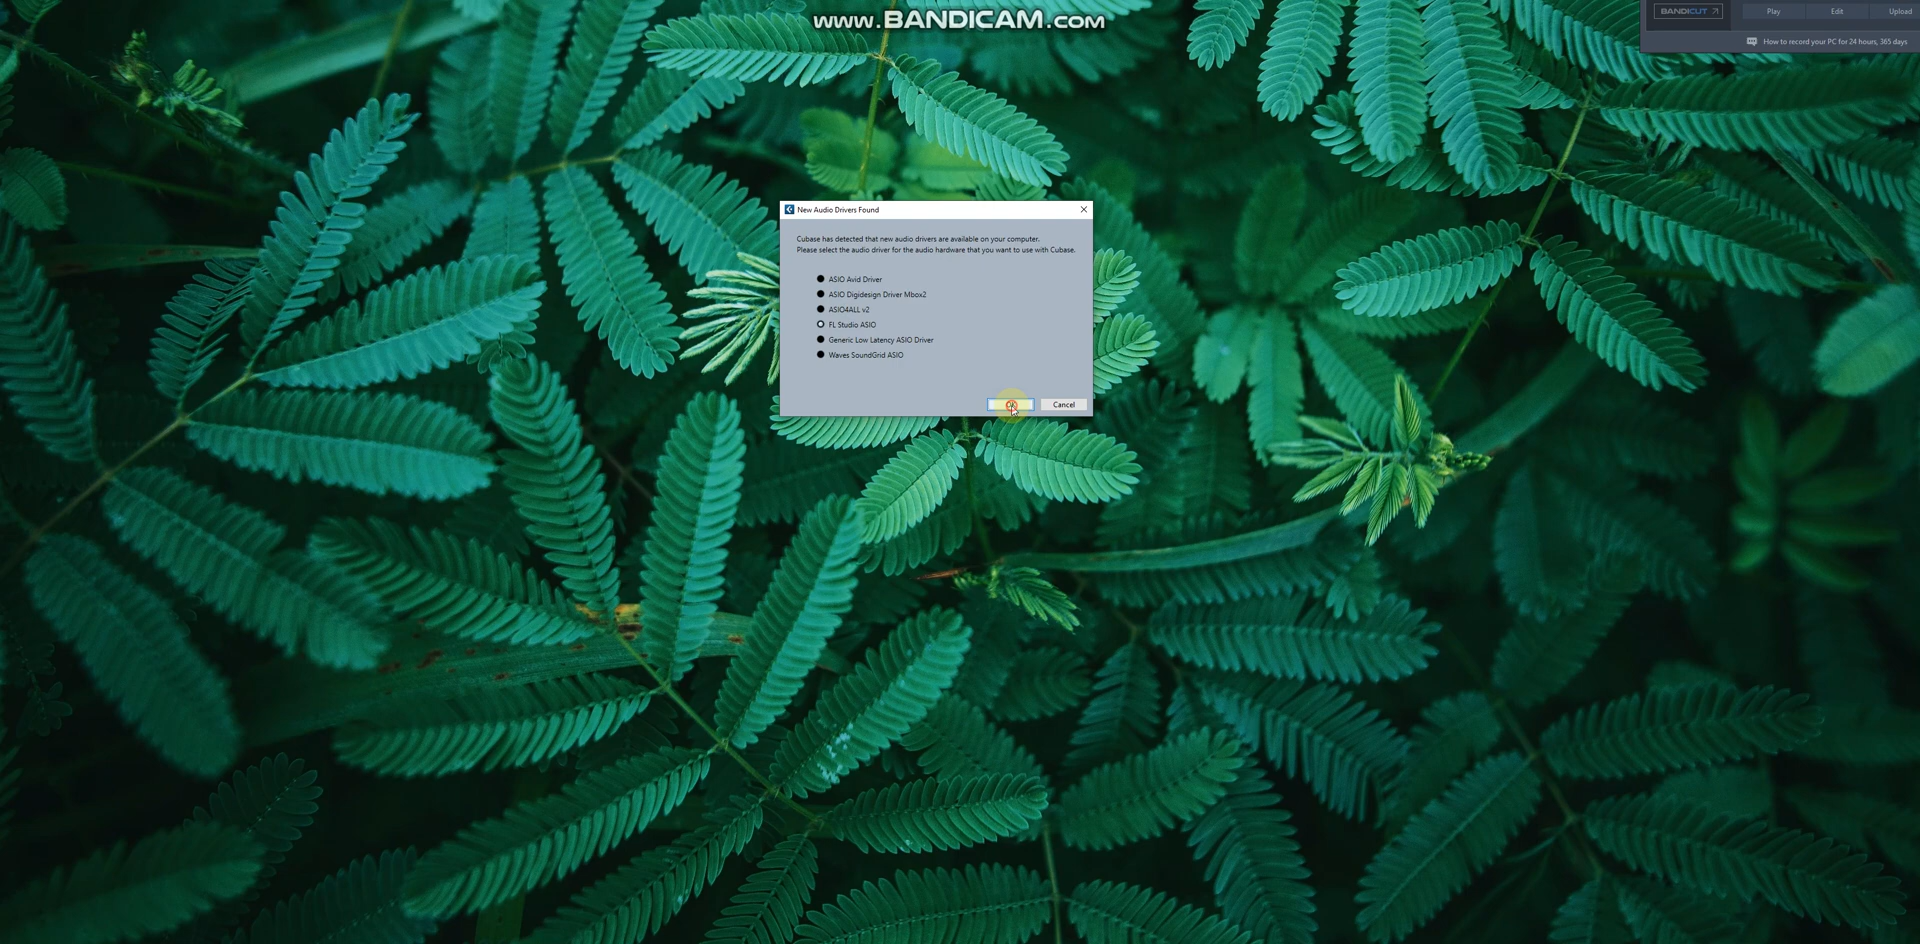 www.BANDICAM.com
BANDICUT
Play
Edit
Upload
How to record your PC for 24 hours, 365 days
New Audio Drivers Found
Cubase has detected that new audio drivers are available on your computer.
Please select the audio driver for the audio hardware that you want to use with Cubase.
ASIO Avid Driver
ASIO Digidesign Driver Mbox2
ASIO4ALL v2
FL Studio ASIO
Generic Low Latency ASIO Driver
Waves SoundGrid ASIO
Cancel